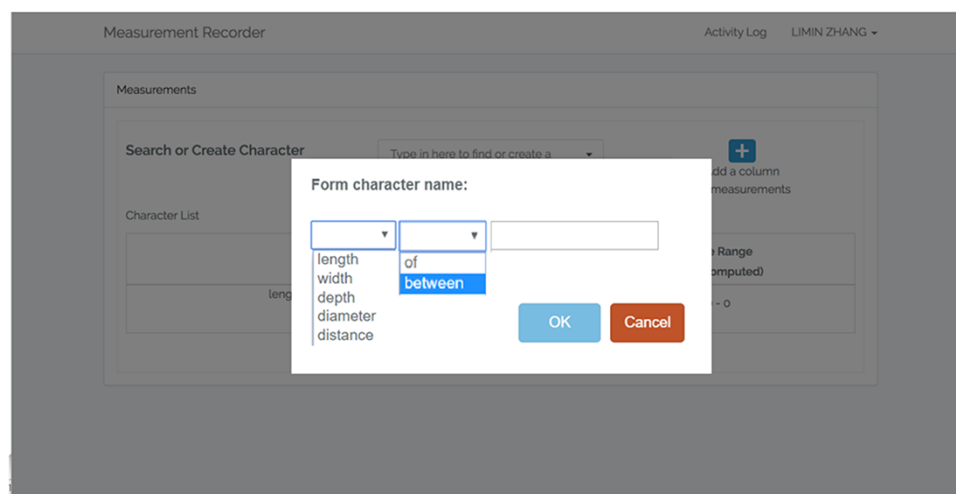 Measurement Recorder
Activity Log LIMIN ZHANG
Measurements
Search or Create Character
Type in here to find or create a
dd a column
measurements
Form character name:
Character List
length
width
depth
diameter
distance
of
between
Range
omputed)
leng
- 0
OK
Cancel